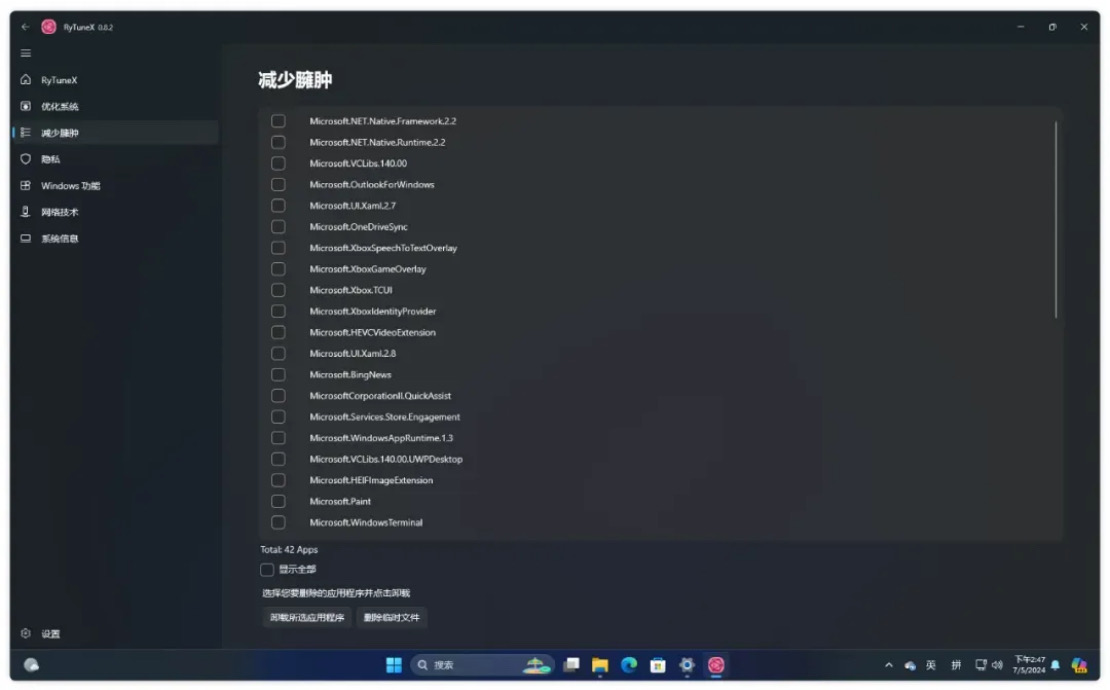 RyTuneX 0.8.2
RyTuneX
优化系统
减少臃肿
隐私
Windows 功能
网络技术
系统信息
设置
减少臃肿
Microsoft.NET.Native.Framework.2.2
Microsoft.NET.Native.Runtime.2.2
Microsoft.VCLibs.140.00
Microsoft.OutlookForWindows
Microsoft.UI.Xaml.2.7
Microsoft.OneDriveSync
Microsoft.XboxSpeechToTextOverlay
Microsoft.XboxGameOverlay
Microsoft.Xbox.TCUI
Microsoft.XboxIdentityProvider
Microsoft.HEVCVideoExtension
Microsoft.UI.Xaml.2.8
Microsoft.BingNews
MicrosoftCorporationII.QuickAssist
Microsoft.Services.Store.Engagement
Microsoft.WindowsAppRuntime.1.3
Microsoft.VCLibs.140.00.UWPDesktop
Microsoft.HEIFImageExtension
Microsoft.Paint
Microsoft.WindowsTerminal
Total: 42 Apps
显示全部
选择您要删除的应用程序并点击卸载
卸载所选应用程序 删除临时文件
搜索
英 拼
下午2:47
7/5/2024